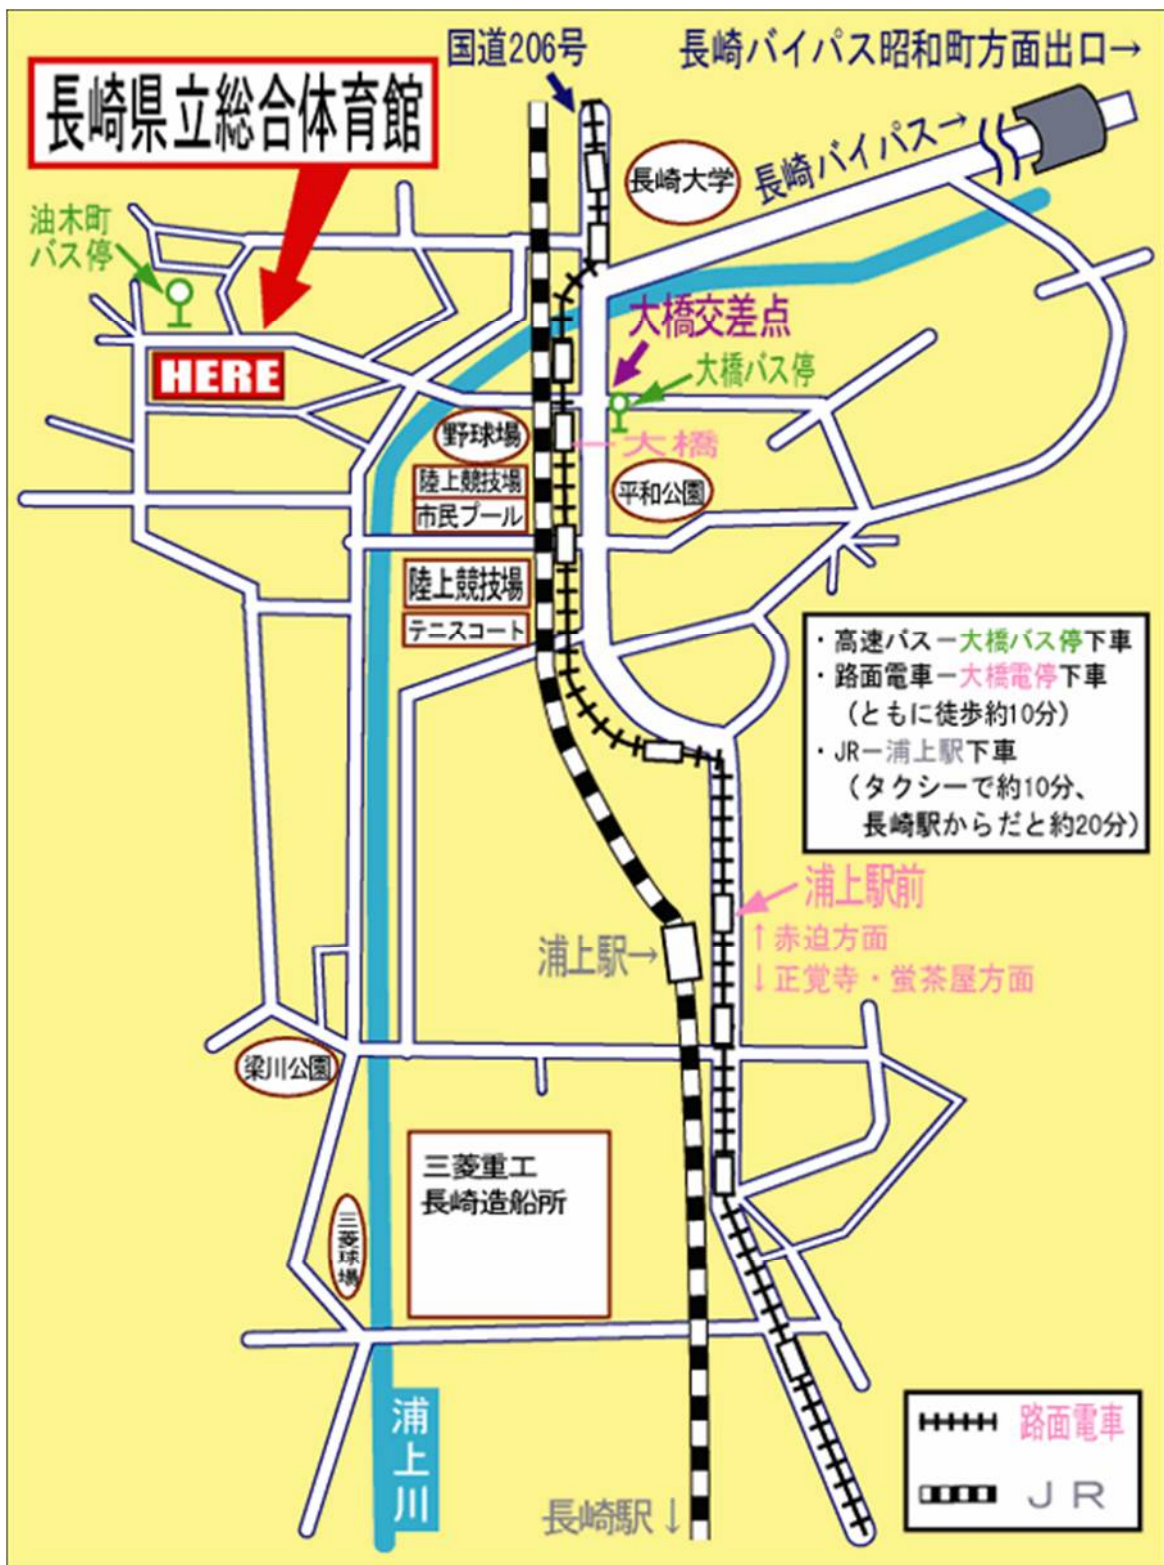 国道206号
長崎バイパス昭和町方面出口→
長崎県立総合体育館
長崎大学
長崎バイパス→
油木町
バス停
大橋交差点
大橋バス停
HERE
野球場
←大橋
陸上競技場
市民プール
平和公園
陸上競技場
テニスコート
・高速バスー大橋バス停下車
・路面電車ー大橋電停下車
(ともに徒歩約10分)
・JRー浦上駅下車
(タクシーで約10分、
長崎駅からだと約20分)
浦上駅前
↑赤迫方面
↓正覚寺・蛍茶屋方面
浦上駅→
梁川公園
三菱重工
長崎造船所
三菱球場
浦上川
長崎駅↓
路面電車
JR